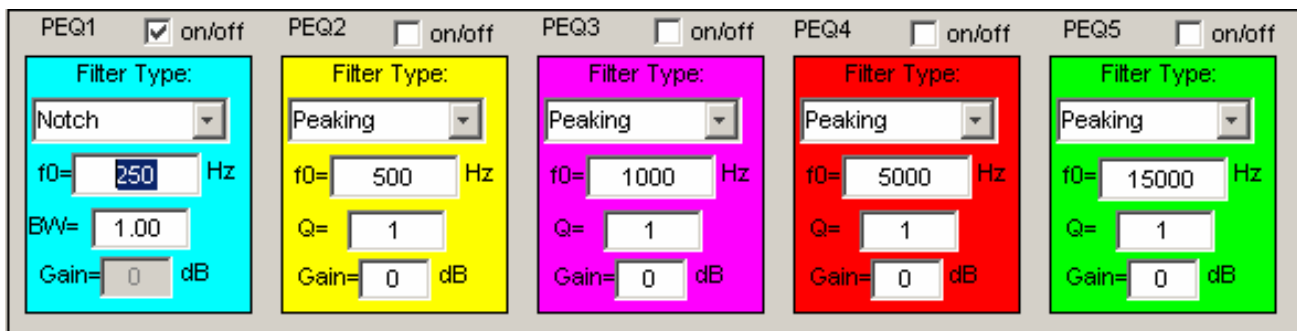 PEQ1 on/off
Filter Type:
Notch
f0= 250 Hz
BW= 1.00
Gain= 0 dB
PEQ2 on/off
Filter Type:
Peaking
f0= 500 Hz
Q= 1
Gain= 0 dB
PEQ3 on/off
Filter Type:
Peaking
f0= 1000 Hz
Q= 1
Gain= 0 dB
PEQ4 on/off
Filter Type:
Peaking
f0= 5000 Hz
Q= 1
Gain= 0 dB
PEQ5 on/off
Filter Type:
Peaking
f0= 15000 Hz
Q= 1
Gain= 0 dB